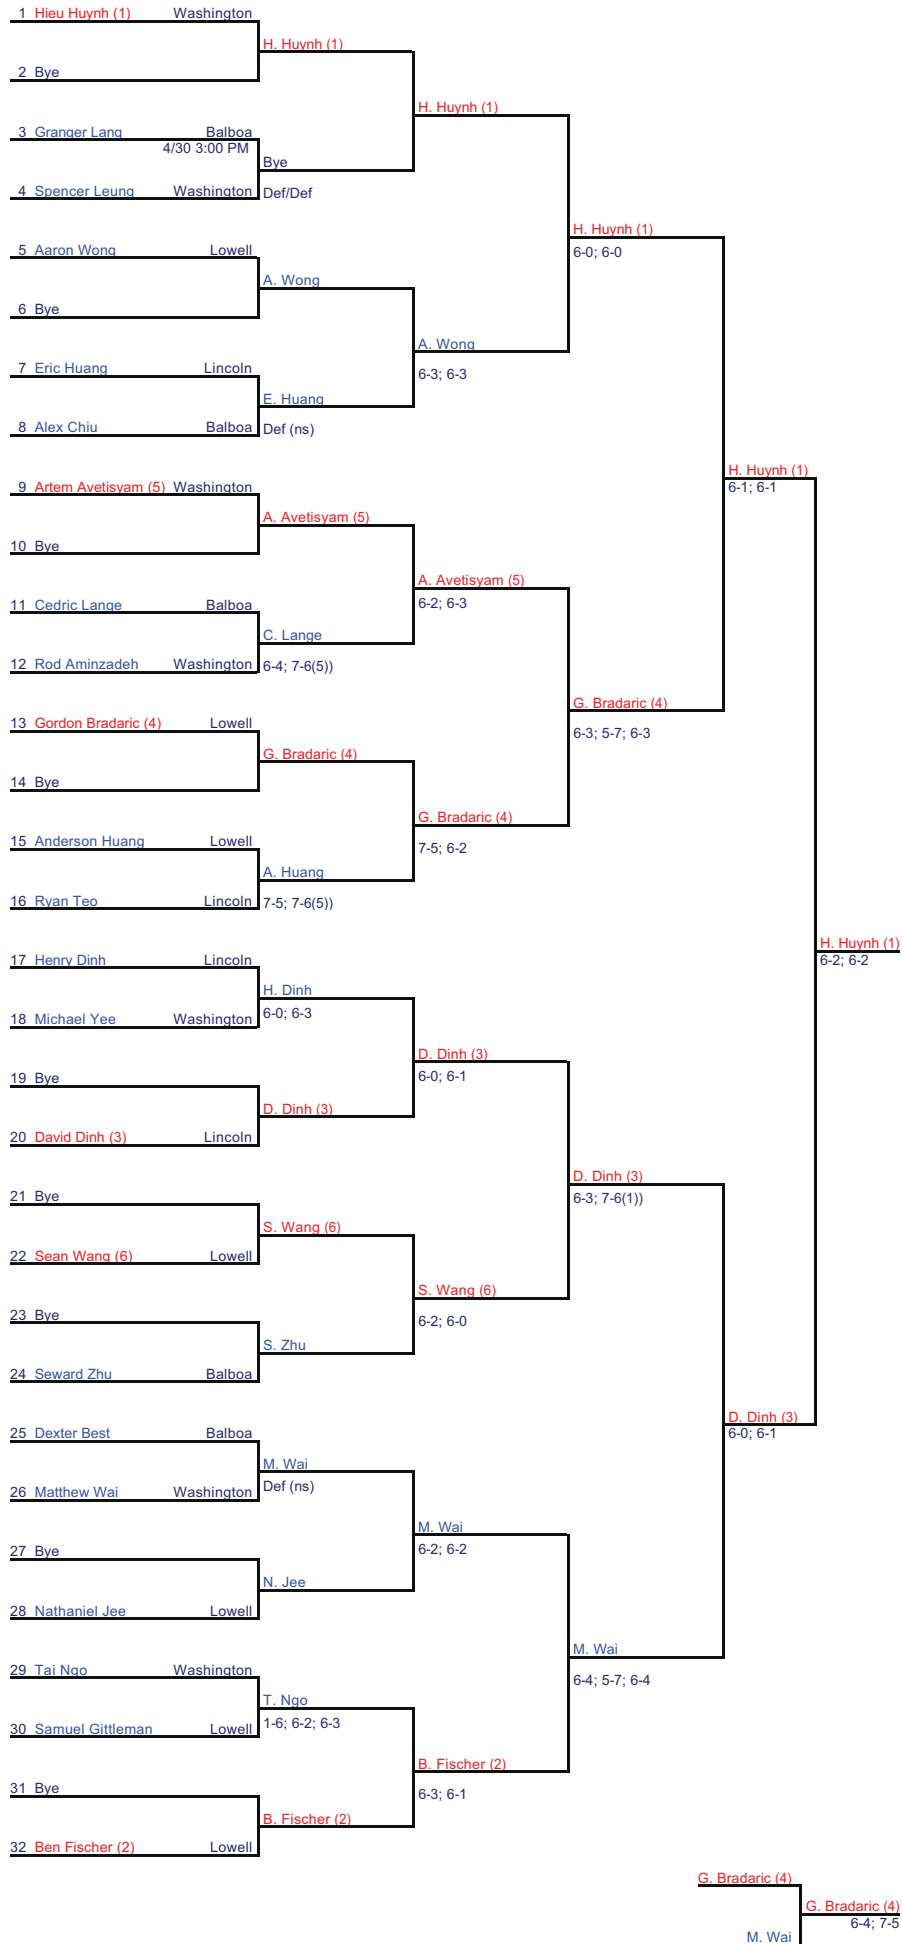 1 Hieu Huynh (1) Washington
H. Huynh (1)
2 Bye
H. Huynh (1)
3 Granger Lang Balboa
4/30 3:00 PM
Bye
4 Spencer Leung Washington Def/Def
H. Huynh (1)
6-0; 6-0
5 Aaron Wong Lowell
A. Wong
6 Bye
A. Wong
6-3; 6-3
7 Eric Huang Lincoln
E. Huang
8 Alex Chiu Balboa Def (ns)
H. Huynh (1)
6-1; 6-1
9 Artem Avetisyam (5) Washington
A. Avetisyam (5)
10 Bye
A. Avetisyam (5)
6-2; 6-3
11 Cedric Lange Balboa
C. Lange
12 Rod Aminzadeh Washington 6-4; 7-6(5))
G. Bradaric (4)
6-3; 5-7; 6-3
13 Gordon Bradaric (4) Lowell
G. Bradaric (4)
14 Bye
G. Bradaric (4)
7-5; 6-2
15 Anderson Huang Lowell
A. Huang
16 Ryan Teo Lincoln 7-5; 7-6(5))
H. Huynh (1)
6-2; 6-2
17 Henry Dinh Lincoln
H. Dinh
6-0; 6-3
18 Michael Yee Washington
D. Dinh (3)
6-0; 6-1
19 Bye
D. Dinh (3)
20 David Dinh (3) Lincoln
D. Dinh (3)
6-3; 7-6(1))
21 Bye
S. Wang (6)
22 Sean Wang (6) Lowell
S. Wang (6)
6-2; 6-0
23 Bye
S. Zhu
24 Seward Zhu Balboa
D. Dinh (3)
6-0; 6-1
25 Dexter Best Balboa
M. Wai
26 Matthew Wai Washington Def (ns)
M. Wai
6-2; 6-2
27 Bye
N. Jee
28 Nathaniel Jee Lowell
M. Wai
6-4; 5-7; 6-4
29 Tai Ngo Washington
T. Ngo
1-6; 6-2; 6-3
30 Samuel Gittleman Lowell
B. Fischer (2)
6-3; 6-1
31 Bye
B. Fischer (2)
32 Ben Fischer (2) Lowell
G. Bradaric (4)
G. Bradaric (4)
6-4; 7-5
M. Wai